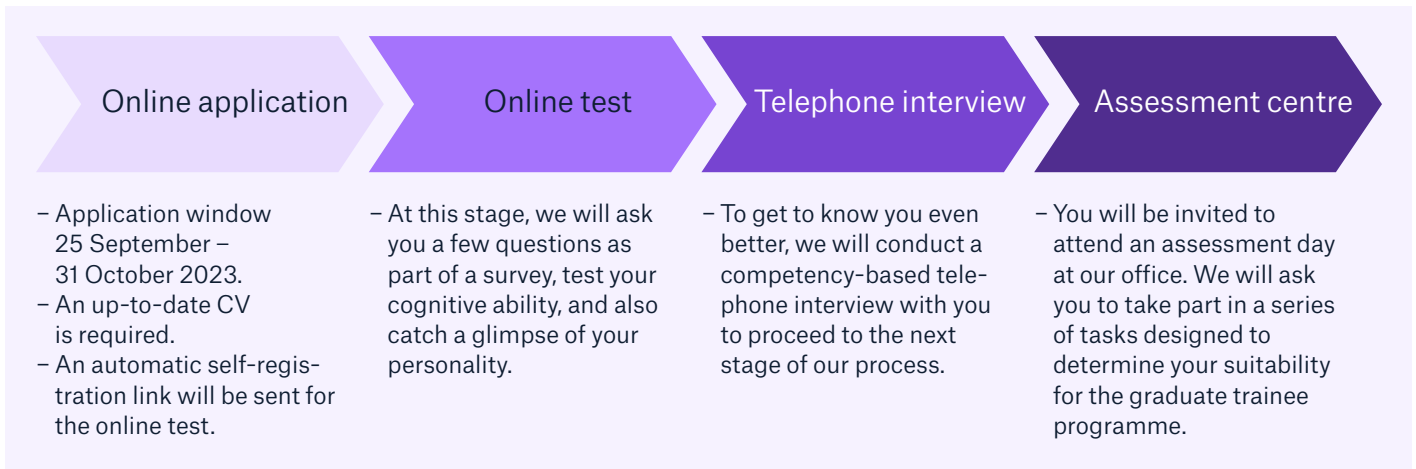 Online application
Online test
Telephone interview
Assessment centre
– Application window
25 September –
31 October 2023.
– An up-to-date CV
is required.
– An automatic self-regis-
tration link will be sent for
the online test.
– At this stage, we will ask
you a few questions as
part of a survey, test your
cognitive ability, and also
catch a glimpse of your
personality.
– To get to know you even
better, we will conduct a
competency-based tele-
phone interview with you
to proceed to the next
stage of our process.
– You will be invited to
attend an assessment day
at our office. We will ask
you to take part in a series
of tasks designed to
determine your suitability
for the graduate trainee
programme.